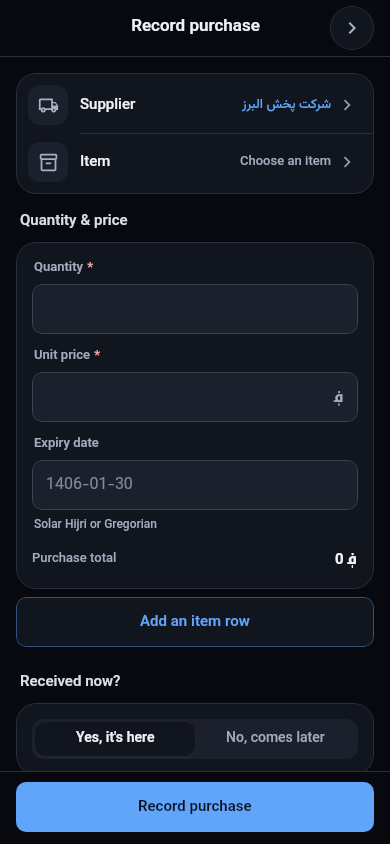 Record purchase
Supplier
شرکت پخش البرز
Item
Choose an item
Quantity & price
Quantity *
Unit price *
؋
Expiry date
1406-01-30
Solar Hijri or Gregorian
Purchase total
0 ؋
Add an item row
Received now?
Yes, it's here
No, comes later
Record purchase